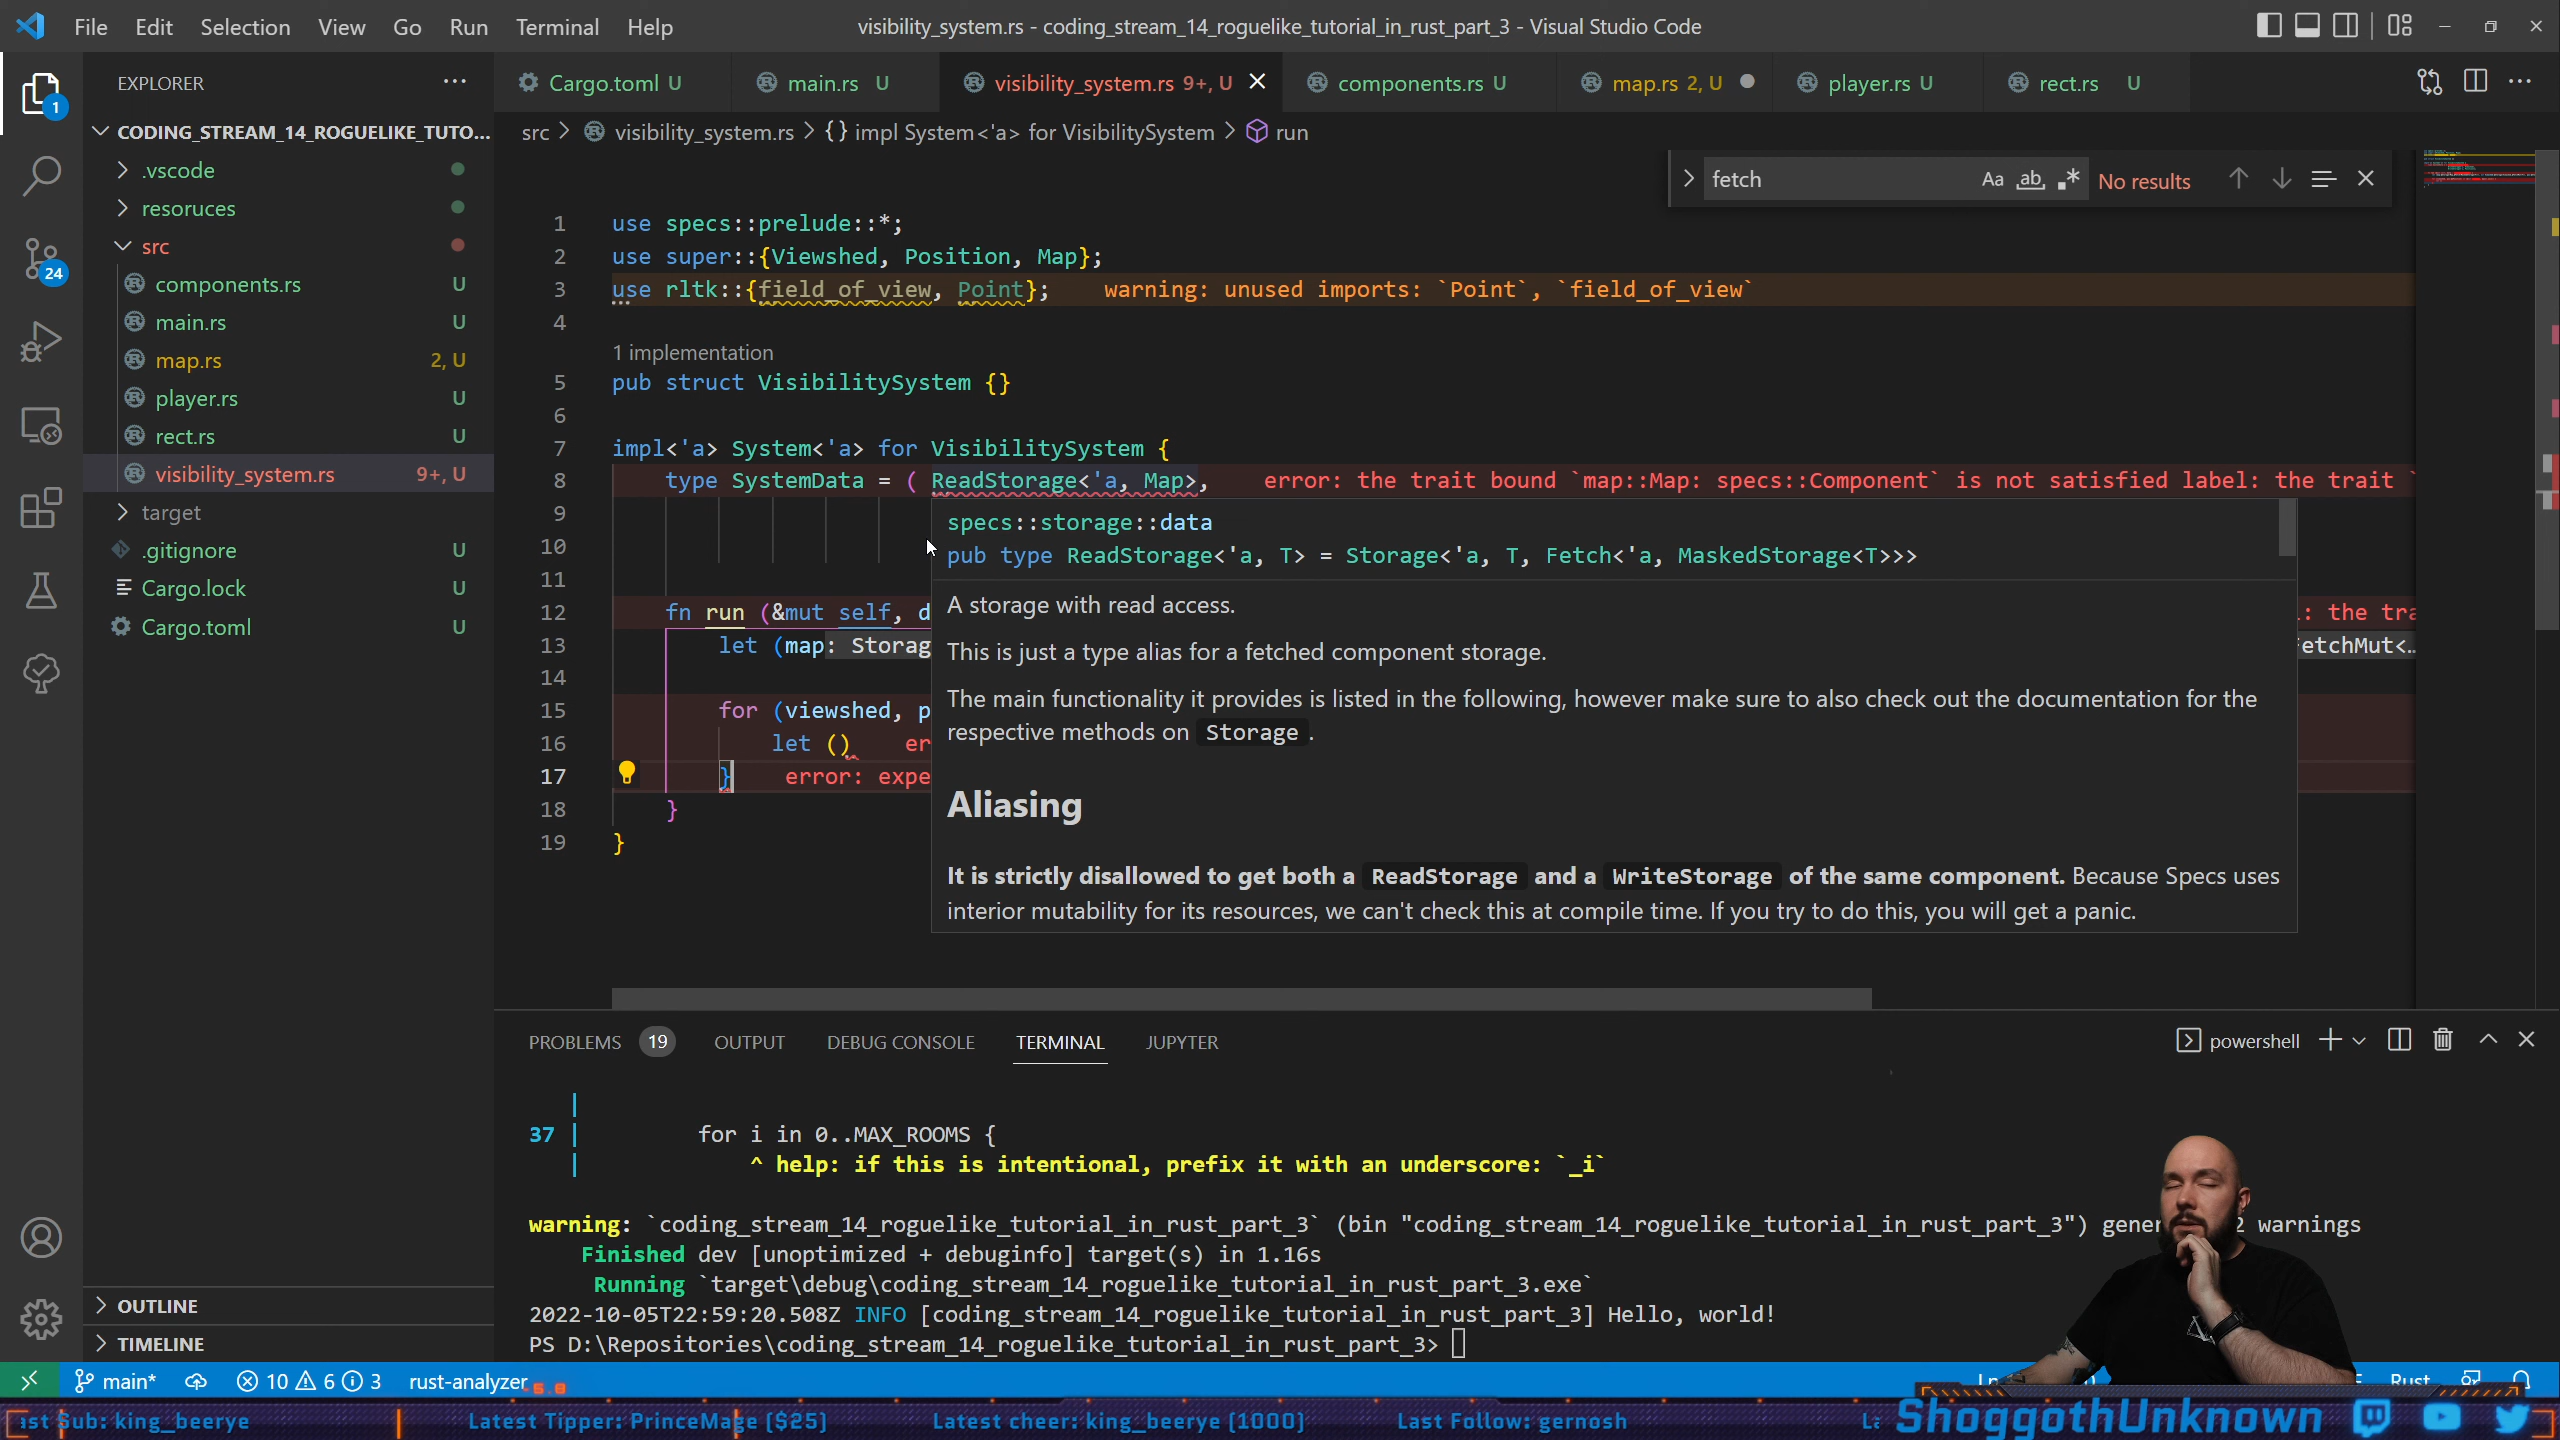 File Edit Selection View Go Run Terminal Help
visibility_system.rs - coding_stream_14_roguelike_tutorial_in_rust_part_3 - Visual Studio Code
EXPLORER
Cargo.toml U
main.rs U
visibility_system.rs 9+, U
components.rs U
map.rs 2, U
player.rs U
rect.rs U
1
CODING_STREAM_14_ROGUELIKE_TUTO...
src > visibility_system.rs > {} impl System<'a> for VisibilitySystem > run
.vscode
resoruces
src
components.rs U
main.rs U
map.rs 2, U
player.rs U
rect.rs U
visibility_system.rs 9+, U
target
.gitignore U
Cargo.lock U
Cargo.toml U
24
OUTLINE
TIMELINE
fetch Aa ab No results
1 use specs::prelude::*;
2 use super::{Viewshed, Position, Map};
3 use rltk::{field_of_view, Point}; warning: unused imports: `Point`, `field_of_view`
4
1 implementation
5 pub struct VisibilitySystem {}
6
7 impl<'a> System<'a> for VisibilitySystem {
8 type SystemData = ( ReadStorage<'a, Map>, error: the trait bound `map::Map: specs::Component` is not satisfied label: the trait `
9
10
11
12 fn run (&mut self, d : the tra
13 let (map: Storag FetchMut<…
14
15 for (viewshed, p
16 let () er
17 } error: expe
18 }
19 }
specs::storage::data
pub type ReadStorage<'a, T> = Storage<'a, T, Fetch<'a, MaskedStorage<T>>>
A storage with read access.
This is just a type alias for a fetched component storage.
The main functionality it provides is listed in the following, however make sure to also check out the documentation for the
respective methods on Storage .
Aliasing
It is strictly disallowed to get both a ReadStorage and a WriteStorage of the same component. Because Specs uses
interior mutability for its resources, we can't check this at compile time. If you try to do this, you will get a panic.
PROBLEMS 19 OUTPUT DEBUG CONSOLE TERMINAL JUPYTER
powershell
|
37 | for i in 0..MAX_ROOMS {
| ^ help: if this is intentional, prefix it with an underscore: `_i`
warning: `coding_stream_14_roguelike_tutorial_in_rust_part_3` (bin "coding_stream_14_roguelike_tutorial_in_rust_part_3") gener 2 warnings
Finished dev [unoptimized + debuginfo] target(s) in 1.16s
Running `target\debug\coding_stream_14_roguelike_tutorial_in_rust_part_3.exe`
2022-10-05T22:59:20.508Z INFO [coding_stream_14_roguelike_tutorial_in_rust_part_3] Hello, world!
PS D:\Repositories\coding_stream_14_roguelike_tutorial_in_rust_part_3>
main* 10 6 3 rust-analyzer Rust
ast Sub: king_beerye
Latest Tipper: PrinceMage ($25)
Latest cheer: king_beerye (1000)
Last Follow: gernosh
ShoggothUnknown